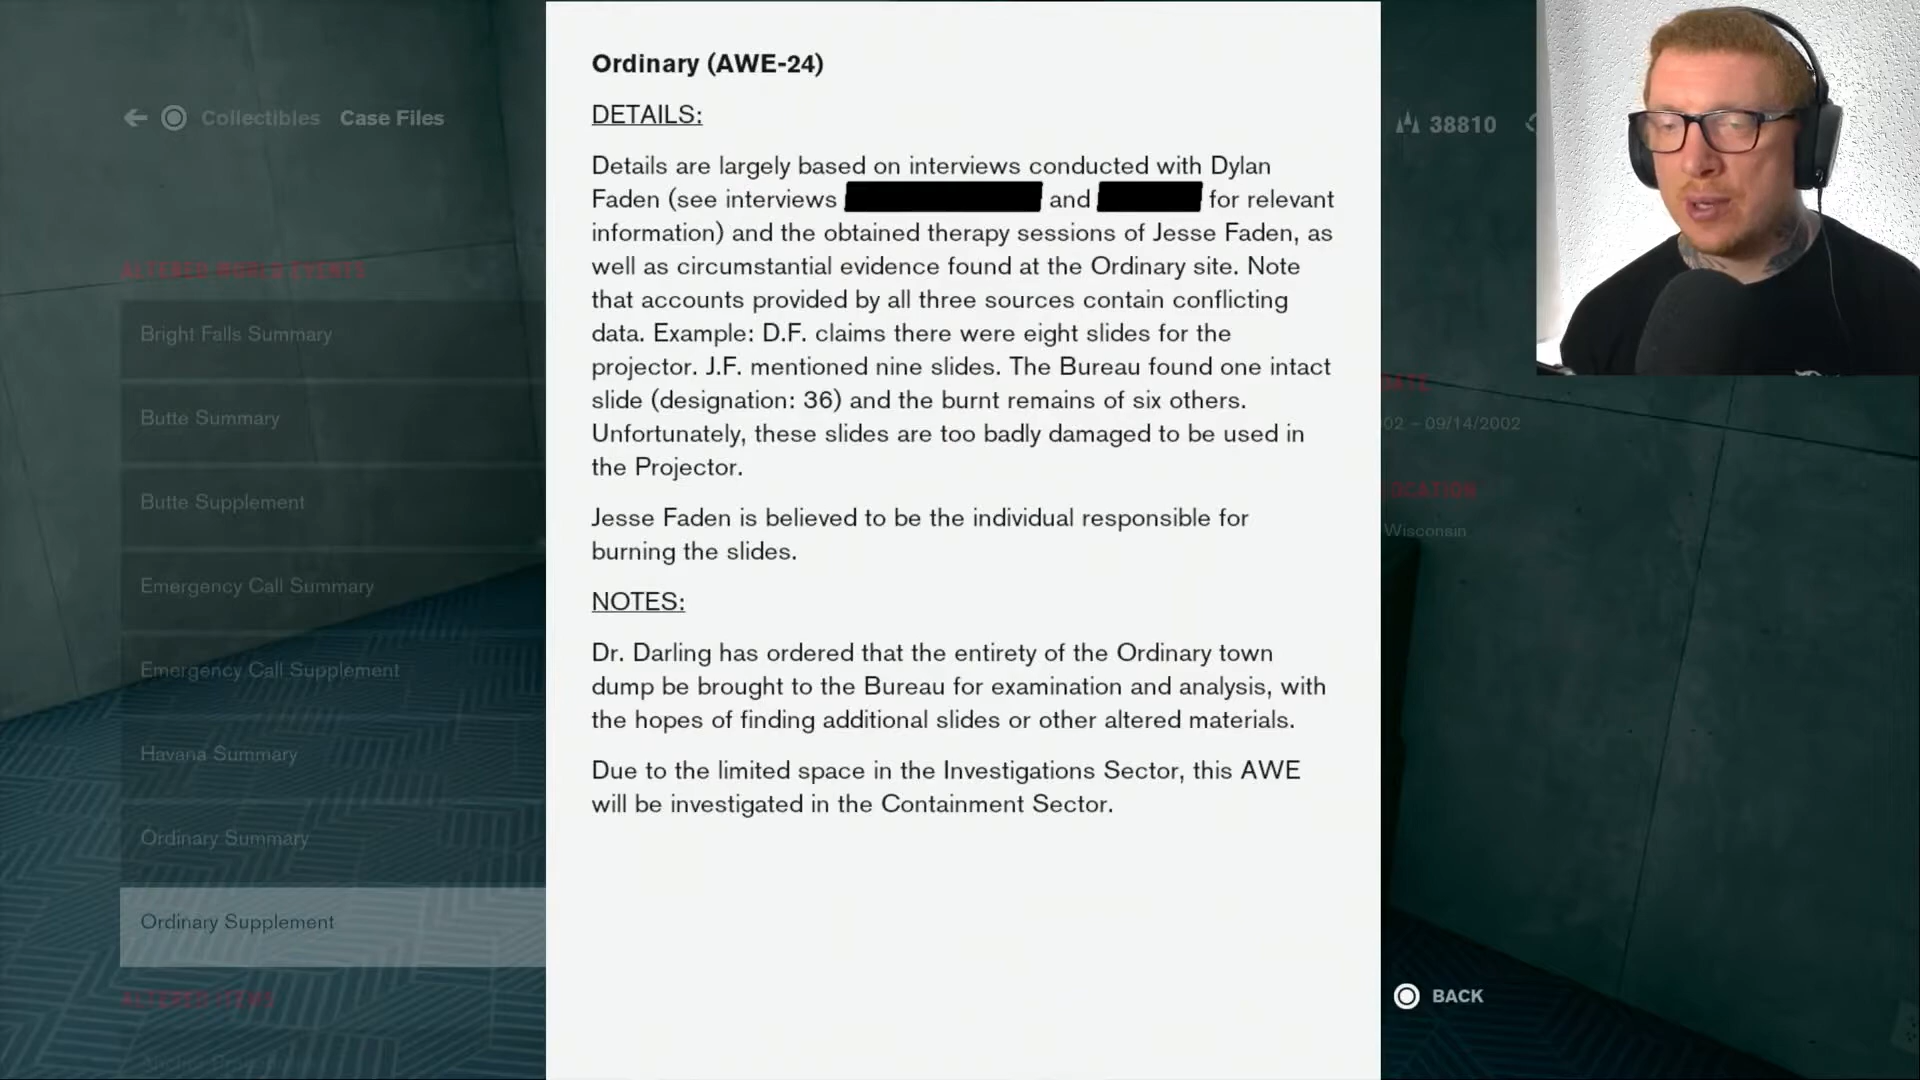 Ordinary (AWE-24)
DETAILS:
Details are largely based on interviews conducted with Dylan
Faden (see interviews and for relevant
information) and the obtained therapy sessions of Jesse Faden, as
well as circumstantial evidence found at the Ordinary site. Note
that accounts provided by all three sources contain conflicting
data. Example: D.F. claims there were eight slides for the
projector. J.F. mentioned nine slides. The Bureau found one intact
slide (designation: 36) and the burnt remains of six others.
Unfortunately, these slides are too badly damaged to be used in
the Projector.
Jesse Faden is believed to be the individual responsible for
burning the slides.
NOTES:
Dr. Darling has ordered that the entirety of the Ordinary town
dump be brought to the Bureau for examination and analysis, with
the hopes of finding additional slides or other altered materials.
Due to the limited space in the Investigations Sector, this AWE
will be investigated in the Containment Sector.
Collectibles Case Files
ALTERED WORLD EVENTS
Bright Falls Summary
Butte Summary
Butte Supplement
Emergency Call Summary
Emergency Call Supplement
Havana Summary
Ordinary Summary
Ordinary Supplement
ALTERED ITEMS
38810
02 – 09/14/2002
Wisconsin
BACK